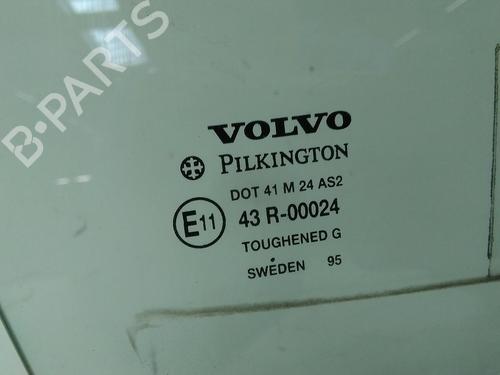 B-PARTS
VOLVO
PILKINGTON
DOT 41 M 24 AS2
E11 43 R-00024
TOUGHENED G
SWEDEN 95